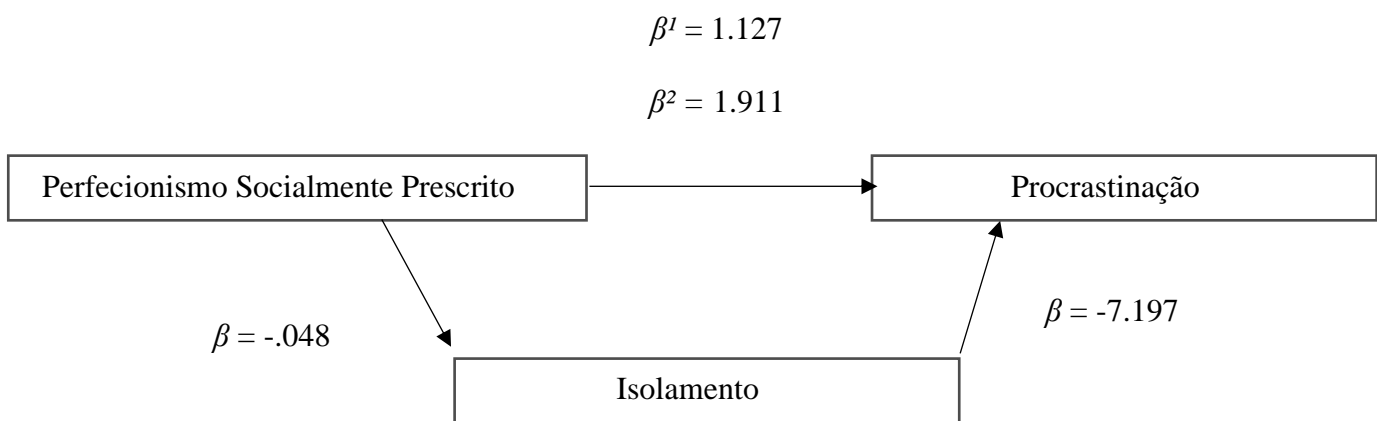 β¹ = 1.127
β² = 1.911
Perfecionismo Socialmente Prescrito
Procrastinação
β = -.048
β = -7.197
Isolamento